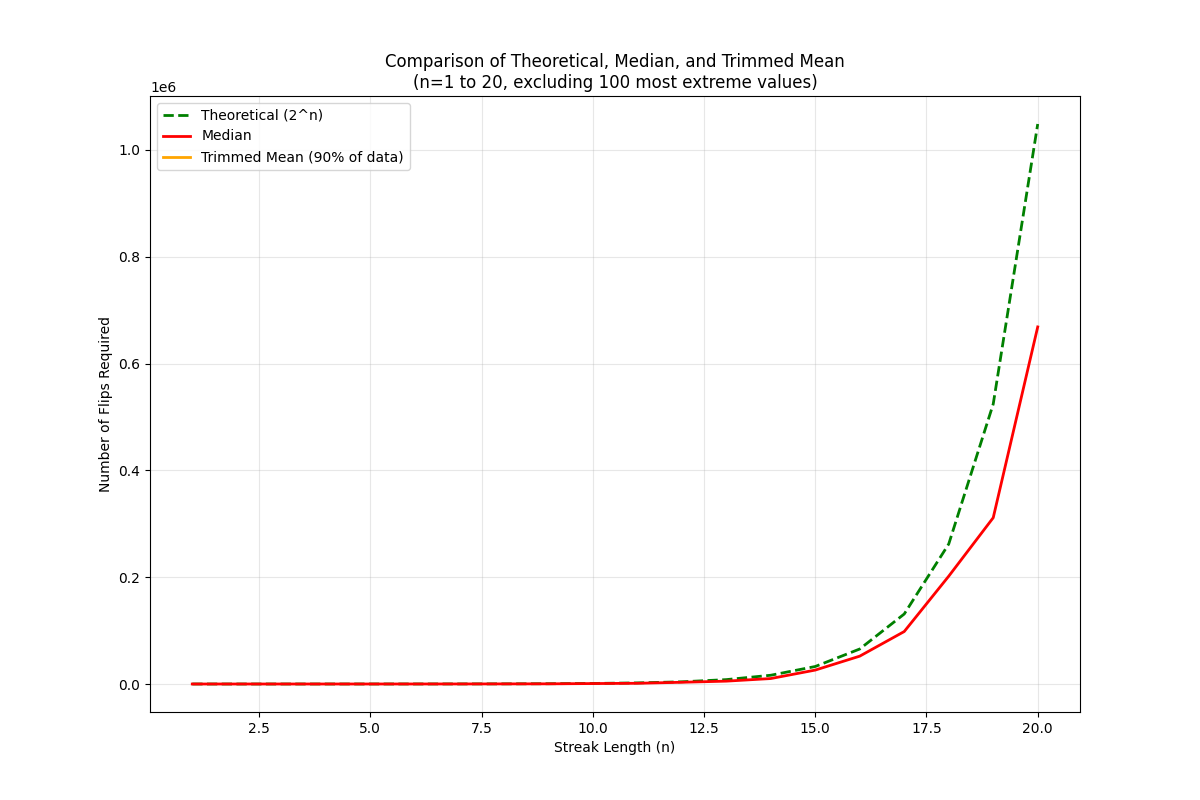 Comparison of Theoretical, Median, and Trimmed Mean
(n=1 to 20, excluding 100 most extreme values)
1e6
Theoretical (2^n)
Median
Trimmed Mean (90% of data)
1.0
0.8
0.6
0.4
0.2
0.0
Number of Flips Required
2.5
5.0
7.5
10.0
12.5
15.0
17.5
20.0
Streak Length (n)